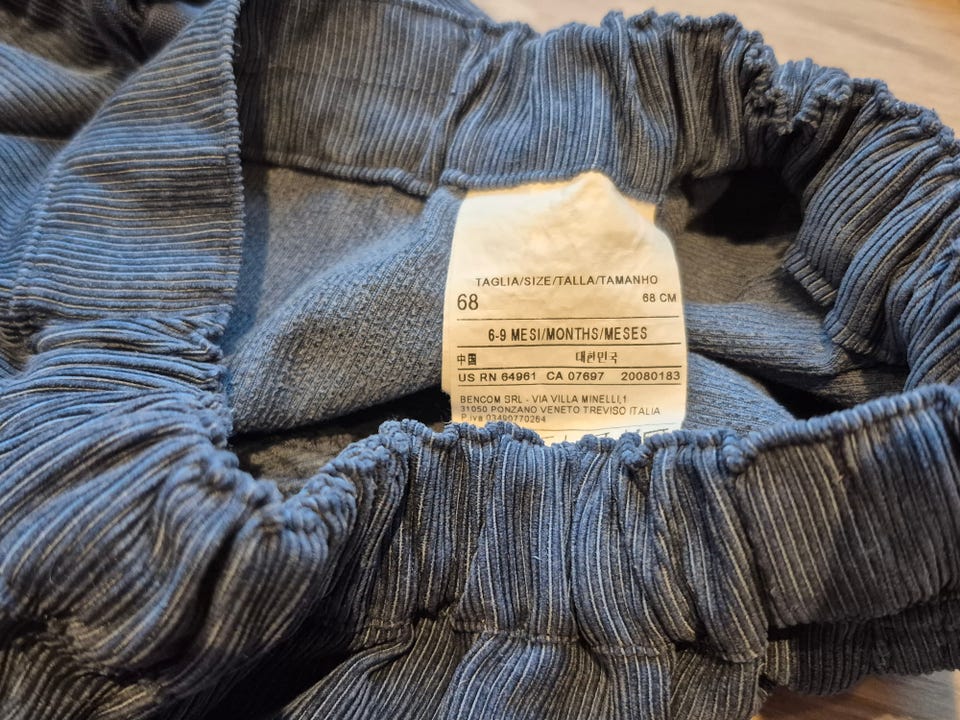 TAGLIA/SIZE/TALLA/TAMANHO
68 68 CM
6-9 MESI/MONTHS/MESES
中国 대한민국
US RN 64961 CA 07697 20080183
BENCOM SRL - VIA VILLA MINELLI,1
31050 PONZANO VENETO TREVISO ITALIA
P.iva 03490770264